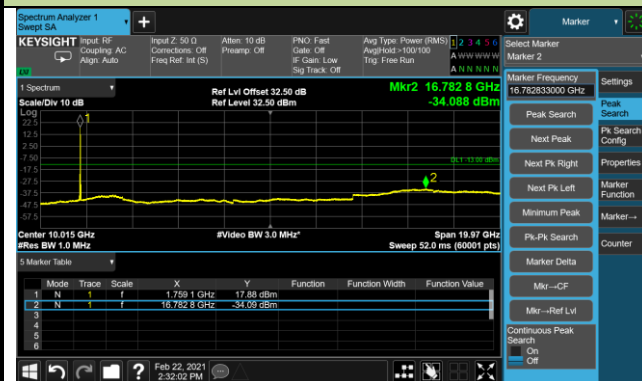 Spectrum Analyzer 1
Swept SA
+
Marker
KEYSIGHT
Input: RF
Coupling: AC
Align: Auto
Input Z: 50 Ω
Corrections: Off
Freq Ref: Int (S)
Atten: 10 dB
Preamp: Off
PNO: Fast
Gate: Off
IF Gain: Low
Sig Track: Off
Avg Type: Power (RMS)
Avg|Hold:>100/100
Trig: Free Run
1 2 3 4 5 6
A W W W W W
A N N N N N
Select Marker
Marker 2
1 Spectrum
Scale/Div 10 dB
Log
Ref Lvl Offset 32.50 dB
Ref Level 32.50 dBm
Mkr2 16.782 8 GHz
-34.088 dBm
22.5
12.5
2.50
-7.50
-17.5
-27.5
-37.5
-47.5
-57.5
1
DL1 -13.00 dBm
2
Center 10.015 GHz
#Res BW 1.0 MHz
#Video BW 3.0 MHz*
Span 19.97 GHz
Sweep 52.0 ms (60001 pts)
5 Marker Table
Mode Trace Scale X Y Function Function Width Function Value
1 N 1 f 1.759 1 GHz 17.88 dBm
2 N 1 f 16.782 8 GHz -34.09 dBm
3
4
5
6
Marker Frequency
16.782833000 GHz
Peak Search
Next Peak
Next Pk Right
Next Pk Left
Minimum Peak
Pk-Pk Search
Marker Delta
Mkr→CF
Mkr→Ref Lvl
Continuous Peak
Search
On
Off
Settings
Peak
Search
Pk Search
Config
Properties
Marker
Function
Marker→
Counter
?
Feb 22, 2021
2:32:02 PM